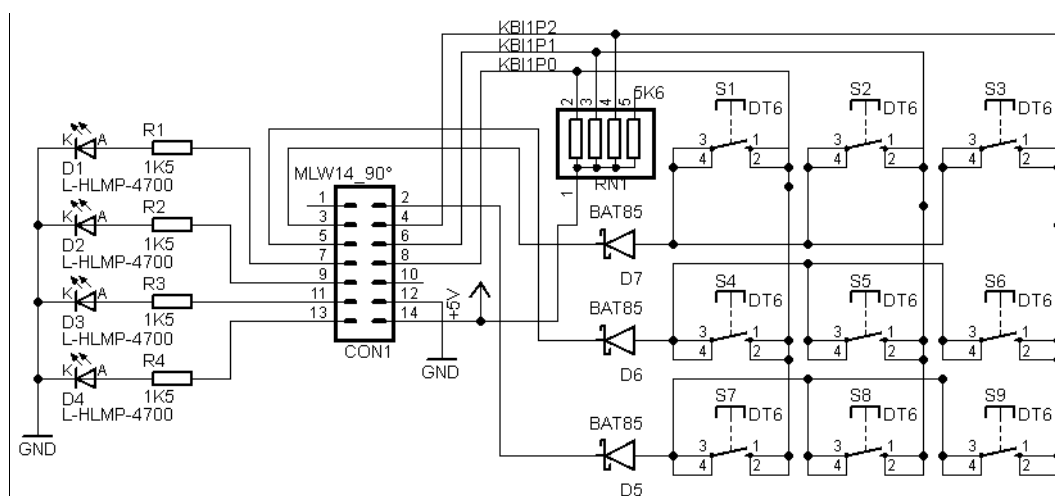 KBI1P2
KBI1P1
KBI1P0
2 3 4 5 5K6
1 RN1
S1 DT6
3 1
4 2
S2 DT6
3 1
4 2
S3 DT6
3 1
4 2
K A R1
D1 1K5
L-HLMP-4700
K A R2
D2 1K5
L-HLMP-4700
K A R3
D3 1K5
L-HLMP-4700
K A R4
D4 1K5
L-HLMP-4700
GND
MLW14_90°
1 2
3 4
5 6
7 8
9 10
11 12
13 14
CON1
+5V
GND
BAT85
D7
BAT85
D6
BAT85
D5
S4 DT6
3 1
4 2
S5 DT6
3 1
4 2
S6 DT6
3 1
4 2
S7 DT6
3 1
4 2
S8 DT6
3 1
4 2
S9 DT6
3 1
4 2